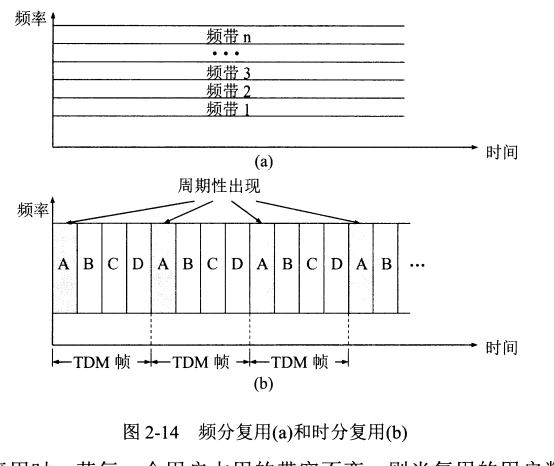 频率
频带 n
•••
频带 3
频带 2
频带 1
时间
(a)
周期性出现
频率
A B C D A B C D A B C D A B •••
时间
TDM 帧 TDM 帧 TDM 帧
(b)
图 2-14 频分复用(a)和时分复用(b)